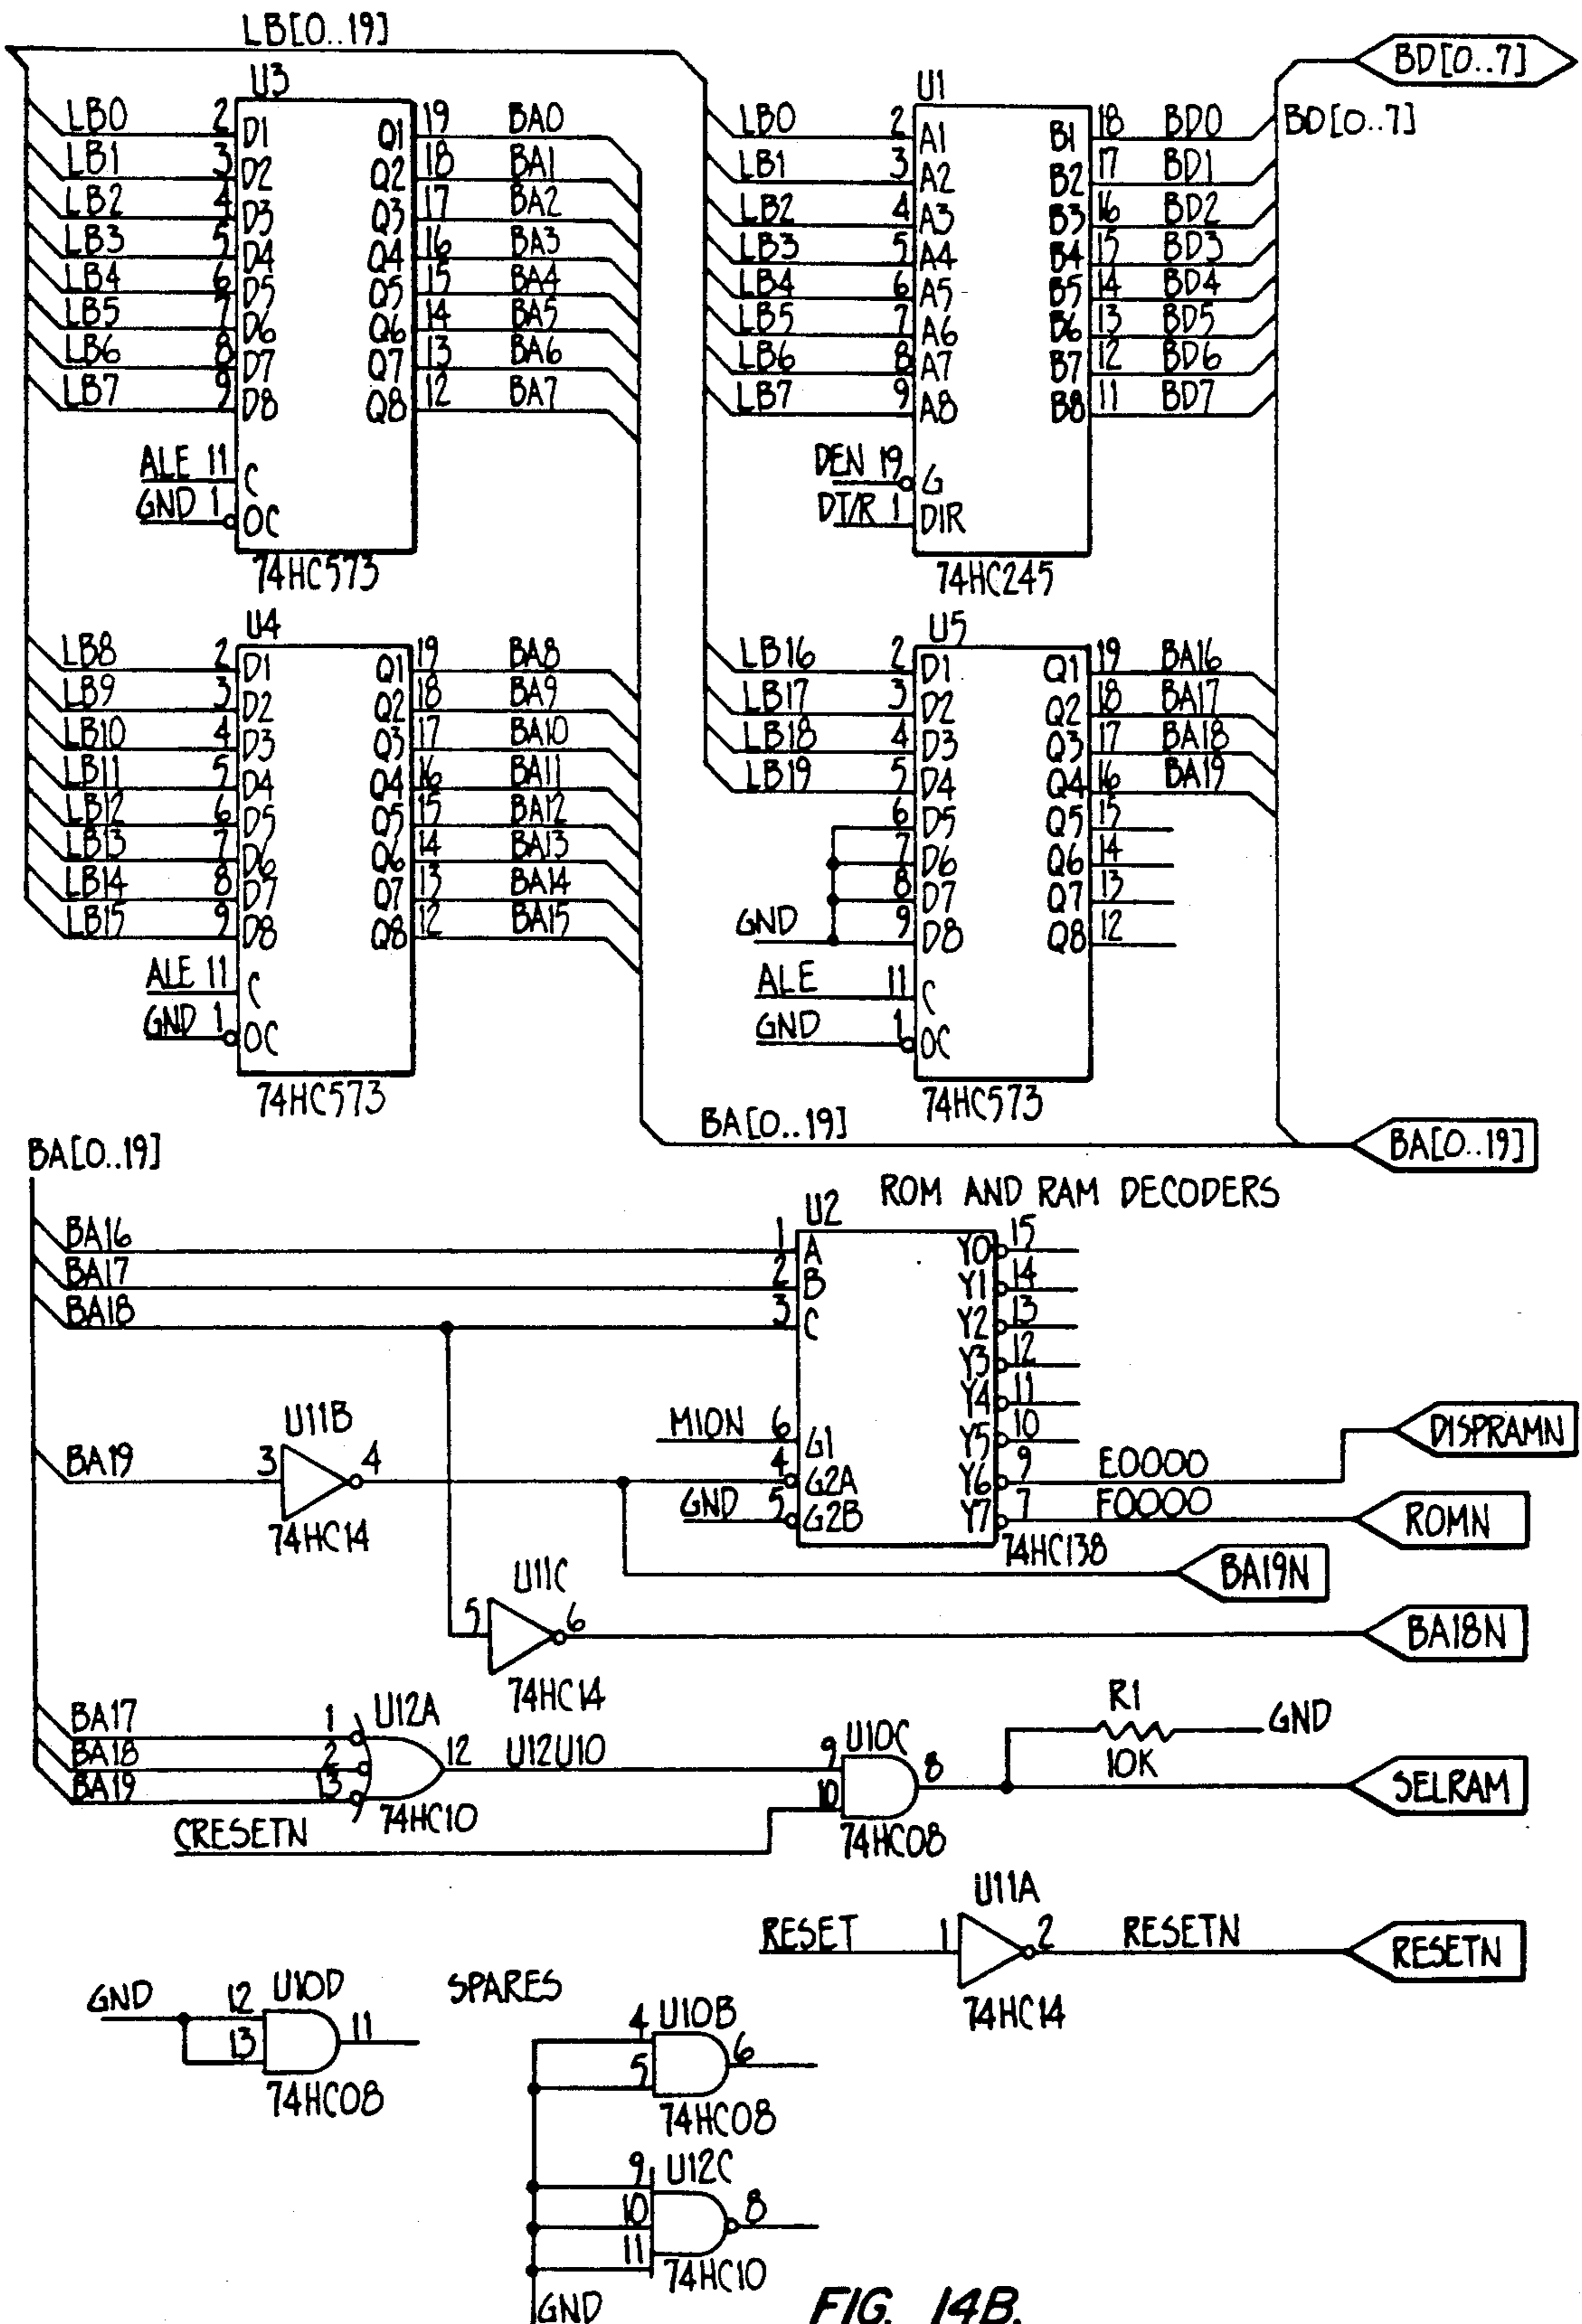 LB[0..19]
BD[0..7]
U3
LB0 2 D1 Q1 19 BA0
LB1 3 D2 Q2 18 BA1
LB2 4 D3 Q3 17 BA2
LB3 5 D4 Q4 16 BA3
LB4 6 D5 Q5 15 BA4
LB5 7 D6 Q6 14 BA5
LB6 8 D7 Q7 13 BA6
LB7 9 D8 Q8 12 BA7
ALE 11 C
GND 1 OC
74HC573
U1
LB0 2 A1 B1 18 BD0 BD[0..7]
LB1 3 A2 B2 17 BD1
LB2 4 A3 B3 16 BD2
LB3 5 A4 B4 15 BD3
LB4 6 A5 B5 14 BD4
LB5 7 A6 B6 13 BD5
LB6 8 A7 B7 12 BD6
LB7 9 A8 B8 11 BD7
DEN 19 G
DT/R 1 DIR
74HC245
U4
LB8 2 D1 Q1 19 BA8
LB9 3 D2 Q2 18 BA9
LB10 4 D3 Q3 17 BA10
LB11 5 D4 Q4 16 BA11
LB12 6 D5 Q5 15 BA12
LB13 7 D6 Q6 14 BA13
LB14 8 D7 Q7 13 BA14
LB15 9 D8 Q8 12 BA15
ALE 11 C
GND 1 OC
74HC573
U5
LB16 2 D1 Q1 19 BA16
LB17 3 D2 Q2 18 BA17
LB18 4 D3 Q3 17 BA18
LB19 5 D4 Q4 16 BA19
6 D5 Q5 15
7 D6 Q6 14
8 D7 Q7 13
GND 9 D8 Q8 12
ALE 11 C
GND 1 OC
74HC573
BA[0..19] BA[0..19]
BA[0..19]
ROM AND RAM DECODERS
U2
BA16 1 A Y0 15
BA17 2 B Y1 14
BA18 3 C Y2 13
Y3 12
Y4 11
MION 6 G1 Y5 10
U11B
BA19 3 4 4 G2A Y6 9 E0000 DISPRAMN
74HC14
GND 5 G2B Y7 7 F0000 ROMN
74HC138
BA19N
U11C
5 6 BA18N
74HC14
BA17 1 U12A
BA18 2 12 U12U10
BA19 13
74HC10
CRESETN
U10C
9 8
10
74HC08
R1 GND
10K
SELRAM
U11A
RESET 1 2 RESETN RESETN
74HC14
SPARES
GND 12 U10D
13 11
74HC08
4 U10B
5 6
74HC08
9 U12C
10 8
11
74HC10
GND
FIG. 14B.